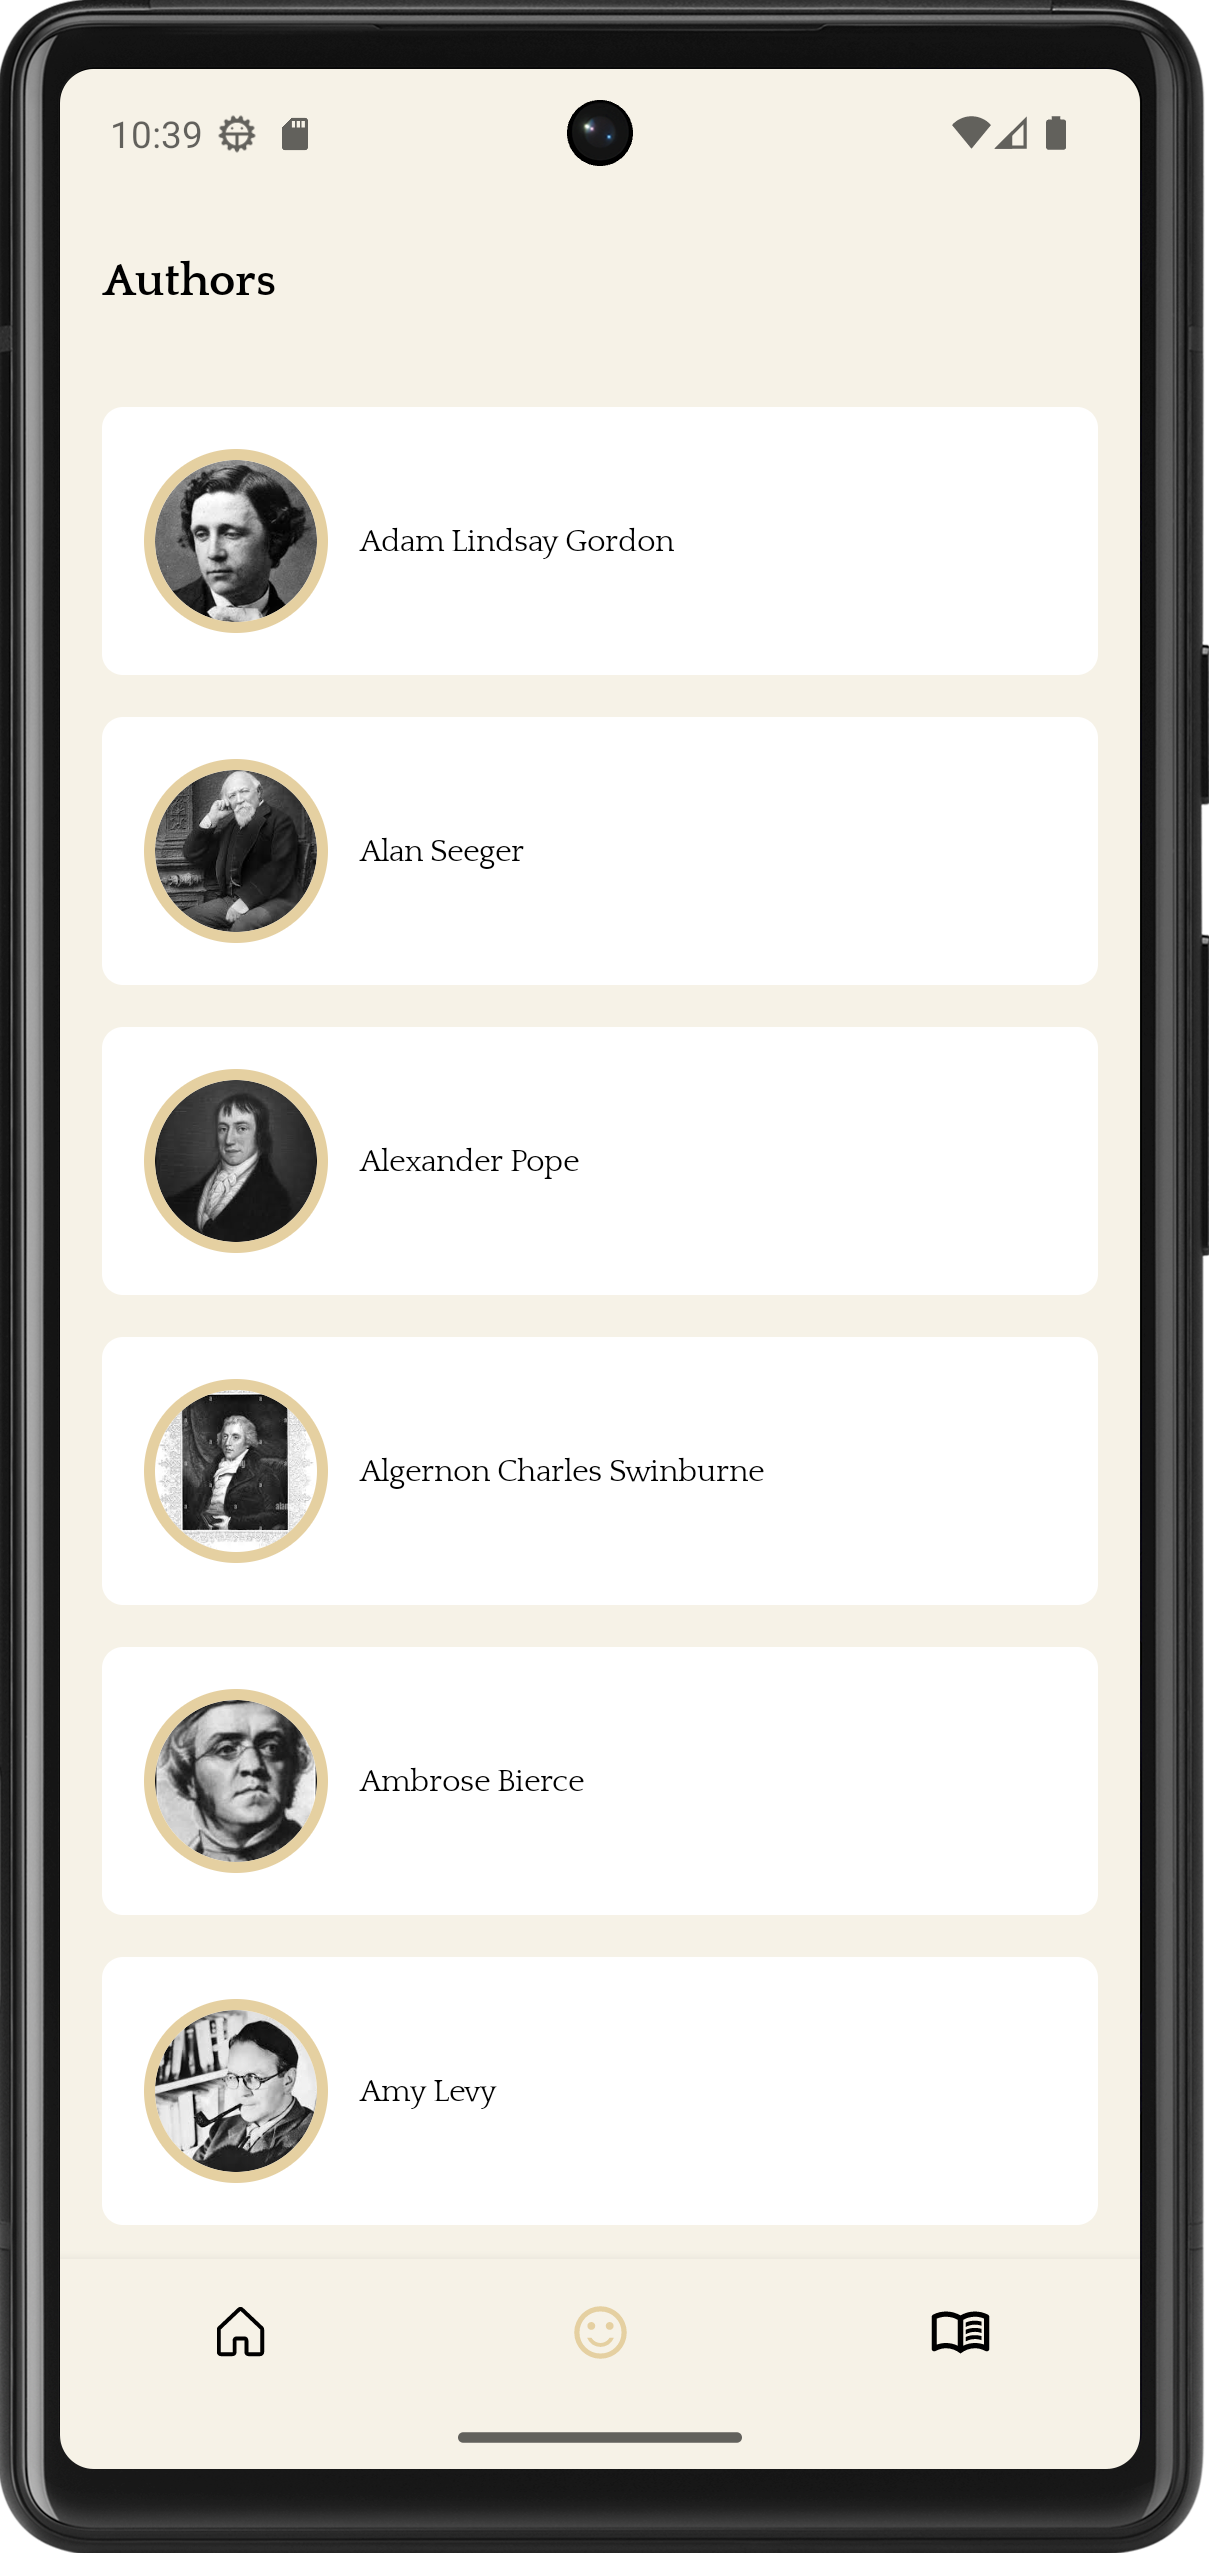 10:39
Authors
Adam Lindsay Gordon
Alan Seeger
Alexander Pope
Algernon Charles Swinburne
Ambrose Bierce
Amy Levy